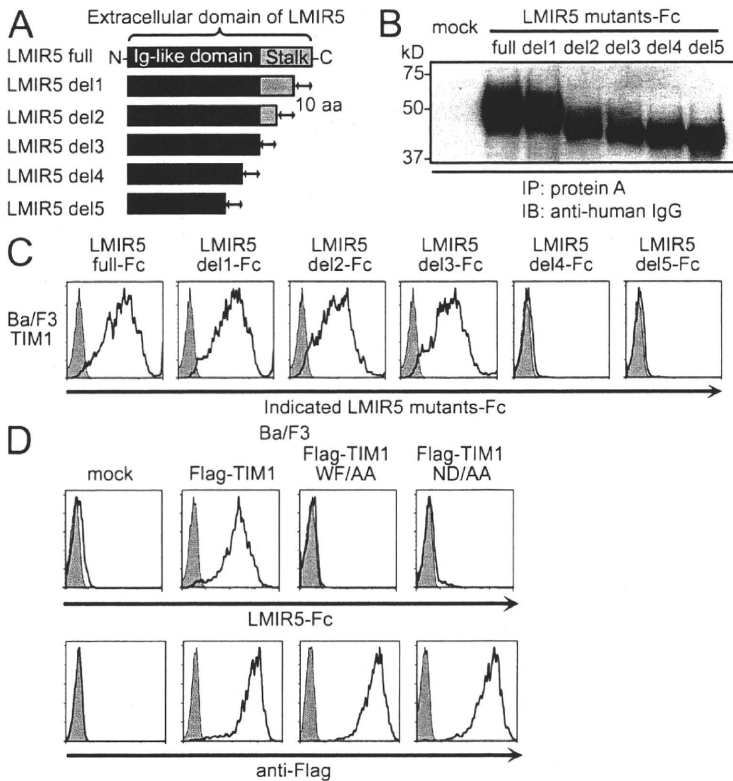 A
Extracellular domain of LMIR5
LMIR5 full N- Ig-like domain Stalk -C
LMIR5 del1
10 aa
LMIR5 del2
LMIR5 del3
LMIR5 del4
LMIR5 del5
B
mock LMIR5 mutants-Fc
kD full del1 del2 del3 del4 del5
75
50
37
IP: protein A
IB: anti-human IgG
C
LMIR5 full-Fc
LMIR5 del1-Fc
LMIR5 del2-Fc
LMIR5 del3-Fc
LMIR5 del4-Fc
LMIR5 del5-Fc
Ba/F3
TIM1
Indicated LMIR5 mutants-Fc
D
Ba/F3
mock
Flag-TIM1
Flag-TIM1 WF/AA
Flag-TIM1 ND/AA
LMIR5-Fc
anti-Flag